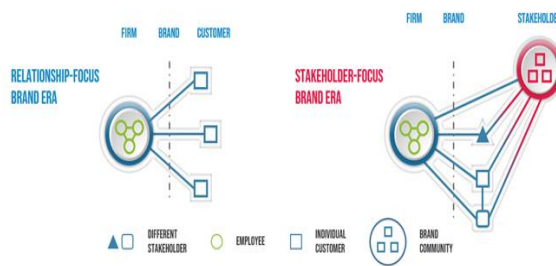 FIRM BRAND CUSTOMER
RELATIONSHIP-FOCUS
BRAND ERA
FIRM BRAND STAKEHOLDE
STAKEHOLDER-FOCUS
BRAND ERA
DIFFERENT
STAKEHOLDER
EMPLOYEE
INDIVIDUAL
CUSTOMER
BRAND
COMMUNITY